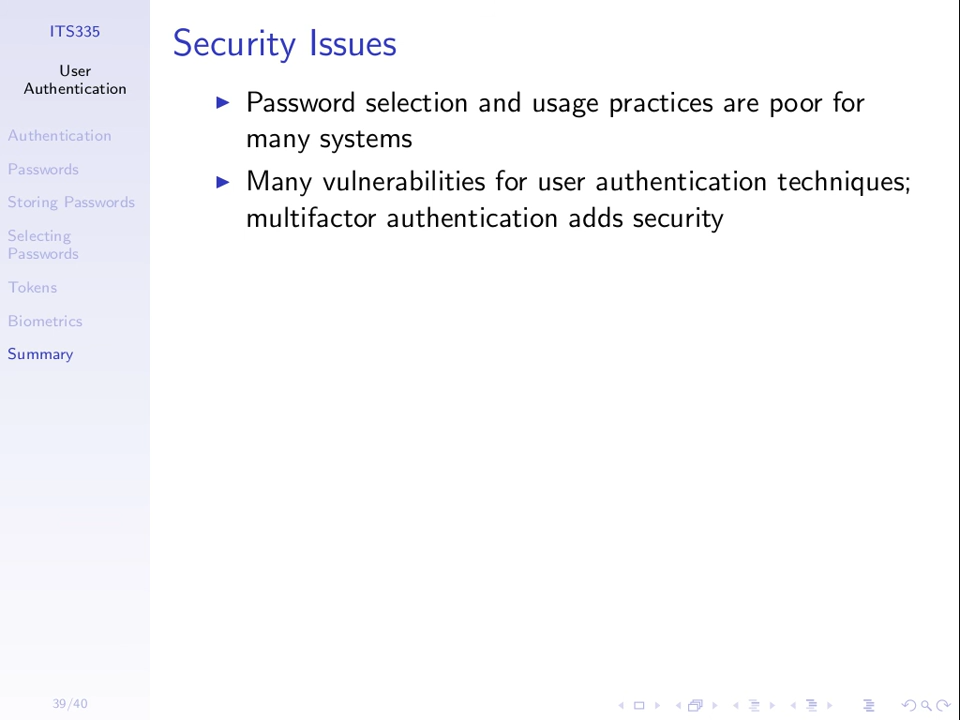 ITS335
User
Authentication
Authentication
Passwords
Storing Passwords
Selecting
Passwords
Tokens
Biometrics
Summary
Security Issues
Password selection and usage practices are poor for
many systems
Many vulnerabilities for user authentication techniques;
multifactor authentication adds security
39/40